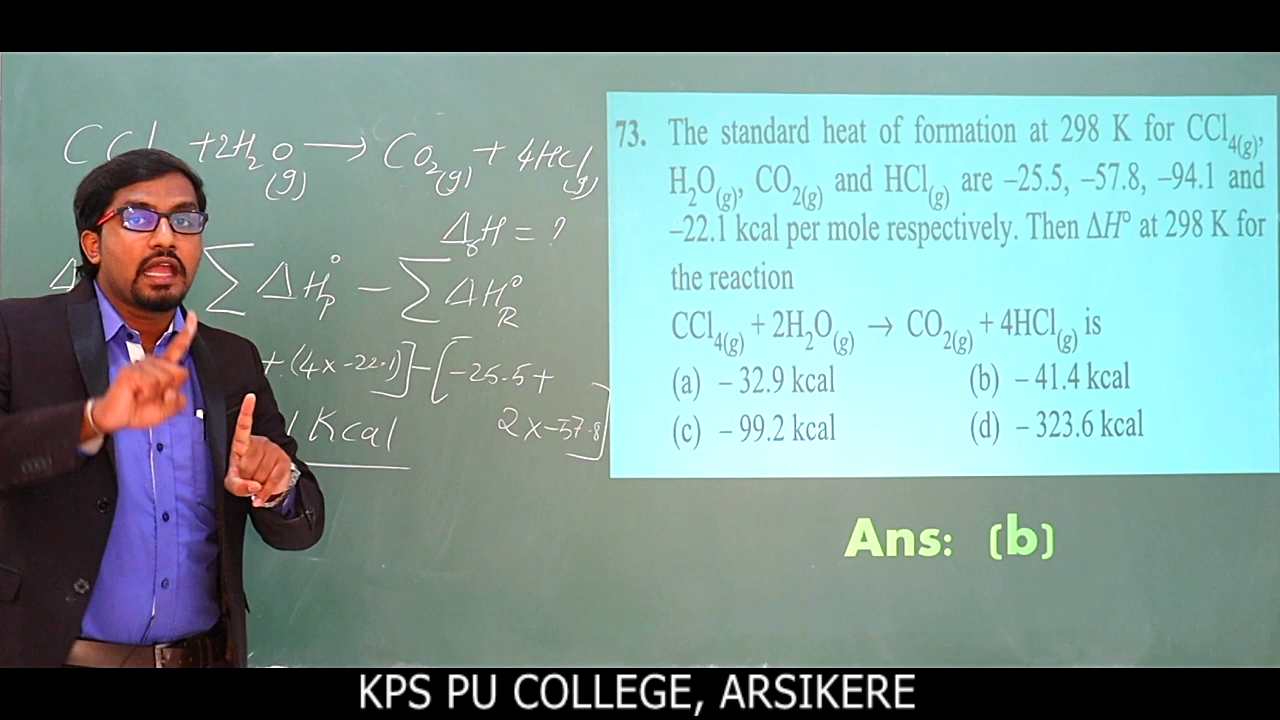 CCl +2H₂O(g) → CO₂(g) + 4HCl(g)
ΔH = ?
Δ Σ ΔH°P − Σ ΔH°R
+ (4 x -22.1)] − [-25.5 +
2 x -57.8]
1 Kcal
73. The standard heat of formation at 298 K for CCl₄(g),
H₂O(g), CO₂(g) and HCl(g) are –25.5, –57.8, –94.1 and
–22.1 kcal per mole respectively. Then ΔH° at 298 K for
the reaction
CCl₄(g) + 2H₂O(g) → CO₂(g) + 4HCl(g) is
(a) – 32.9 kcal (b) – 41.4 kcal
(c) – 99.2 kcal (d) – 323.6 kcal
Ans: (b)
KPS PU COLLEGE, ARSIKERE